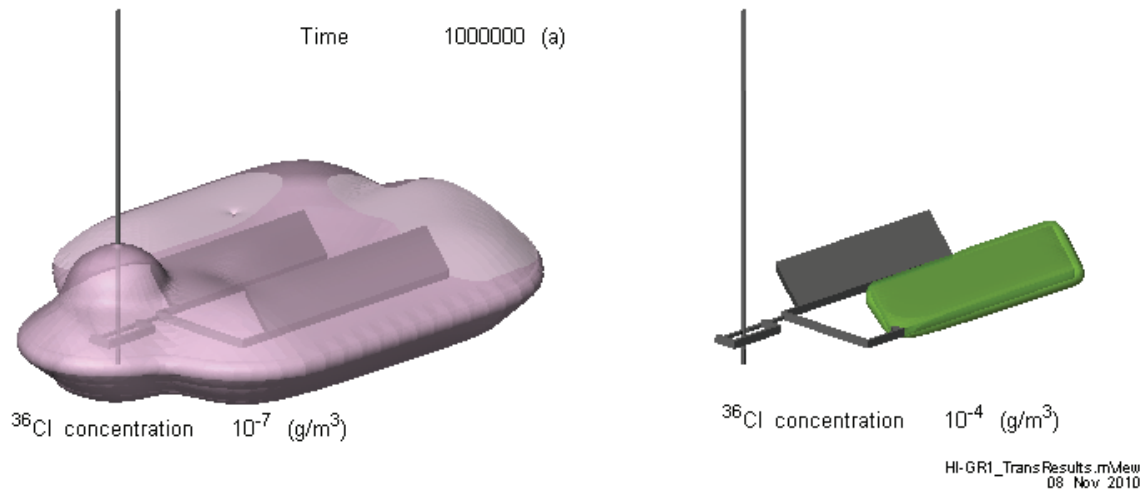 Time 1000000 (a)
³⁶Cl concentration 10⁻⁷ (g/m³)
³⁶Cl concentration 10⁻⁴ (g/m³)
HI-GR1_TransResults.mView
08 Nov 2010